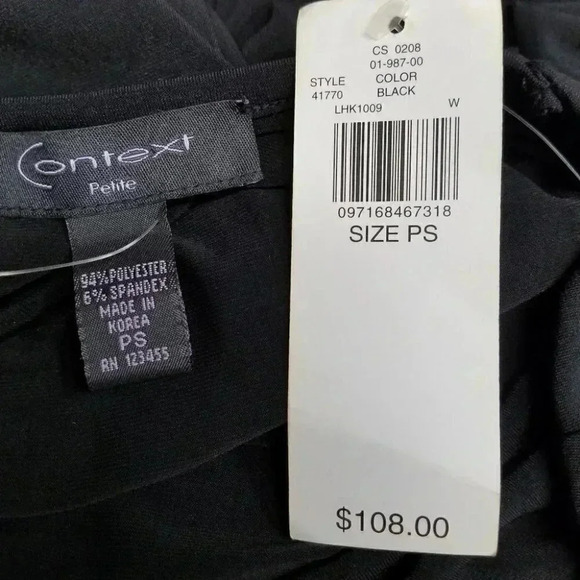 Context
Petite
94% POLYESTER
6% SPANDEX
MADE IN
KOREA
PS
RN 123455
CS 0208
01-987-00
STYLE COLOR
41770 BLACK
LHK1009 W
097168467318
SIZE PS
$108.00